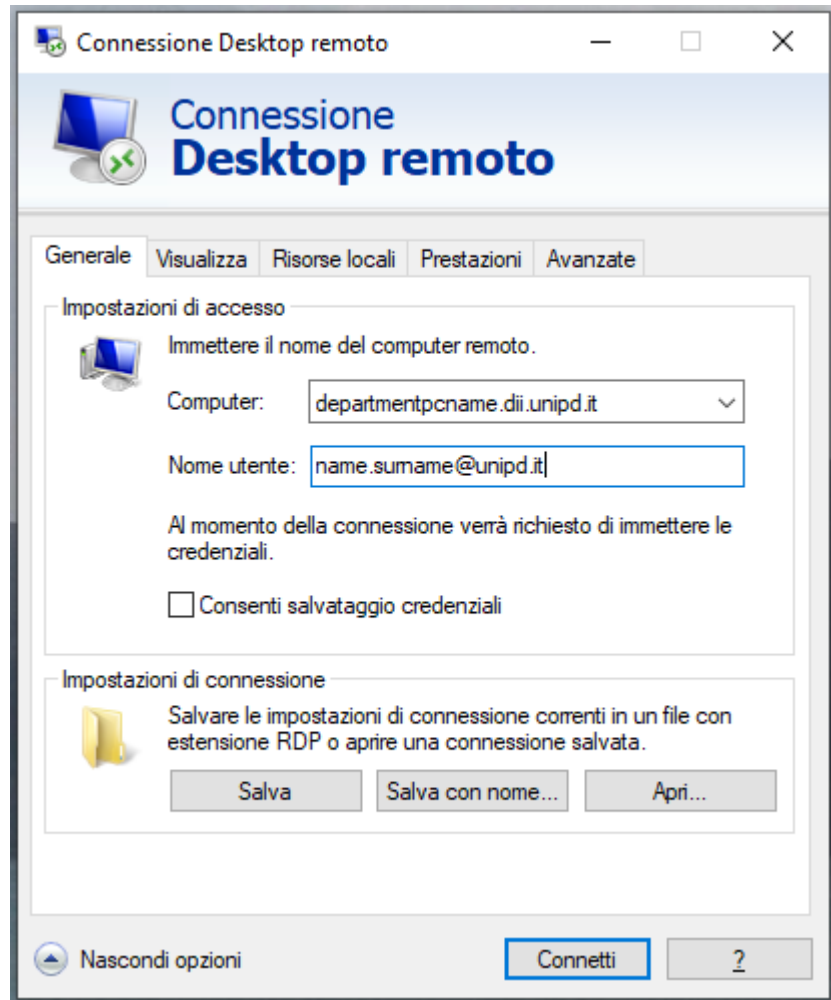 Connessione Desktop remoto
Connessione
Desktop remoto
Generale Visualizza Risorse locali Prestazioni Avanzate
Impostazioni di accesso
Immettere il nome del computer remoto.
Computer: departmentpcname.dii.unipd.it
Nome utente: name.surname@unipd.it
Al momento della connessione verrà richiesto di immettere le
credenziali.
Consenti salvataggio credenziali
Impostazioni di connessione
Salvare le impostazioni di connessione correnti in un file con
estensione RDP o aprire una connessione salvata.
Salva Salva con nome... Apri...
Nascondi opzioni Connetti ?